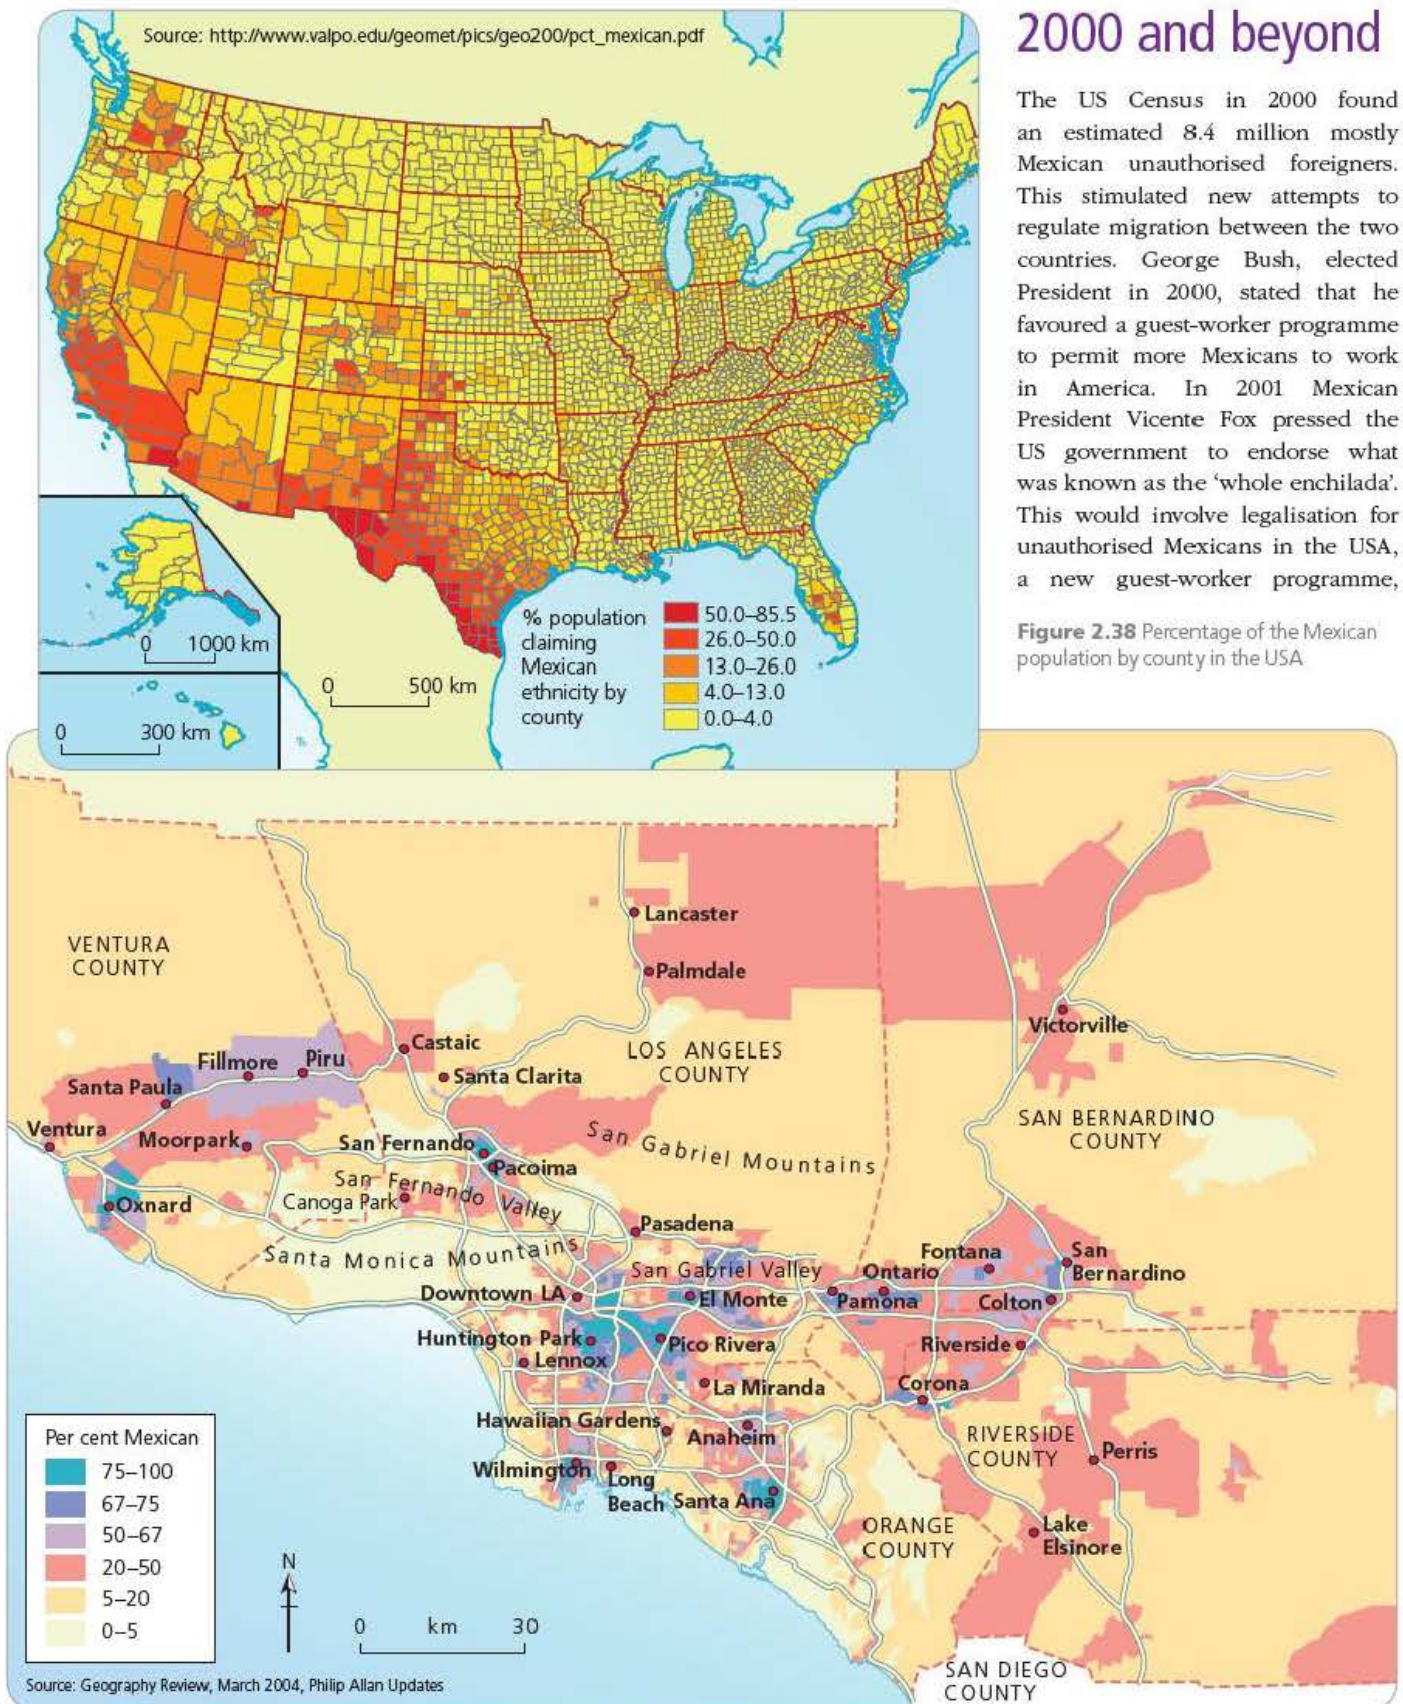 Source: http://www.valpo.edu/geomet/pics/geo200/pct_mexican.pdf
0 1000 km
0 300 km
0 500 km
% population
claiming
Mexican
ethnicity by
county
50.0–85.5
26.0–50.0
13.0–26.0
4.0–13.0
0.0–4.0
2000 and beyond
The US Census in 2000 found
an estimated 8.4 million mostly
Mexican unauthorised foreigners.
This stimulated new attempts to
regulate migration between the two
countries. George Bush, elected
President in 2000, stated that he
favoured a guest-worker programme
to permit more Mexicans to work
in America. In 2001 Mexican
President Vicente Fox pressed the
US government to endorse what
was known as the ‘whole enchilada’.
This would involve legalisation for
unauthorised Mexicans in the USA,
a new guest-worker programme,
Figure 2.38 Percentage of the Mexican
population by county in the USA
Lancaster
VENTURA
COUNTY
Palmdale
Victorville
Castaic
LOS ANGELES
COUNTY
Fillmore
Piru
Santa Clarita
Santa Paula
SAN BERNARDINO
COUNTY
Ventura
Moorpark
San Fernando
San Gabriel Mountains
Pacoima
San Fernando Valley
Canoga Park
Oxnard
Pasadena
Santa Monica Mountains
San Gabriel Valley
Fontana
San
Bernardino
Ontario
Downtown LA
El Monte
Pamona
Colton
Huntington Park
Pico Rivera
Riverside
Lennox
La Miranda
Corona
Hawaiian Gardens
Anaheim
RIVERSIDE
COUNTY
Perris
Wilmington
Long
Beach
Santa Ana
ORANGE
COUNTY
Lake
Elsinore
SAN DIEGO
COUNTY
Per cent Mexican
75–100
67–75
50–67
20–50
5–20
0–5
N
0 km 30
Source: Geography Review, March 2004, Philip Allan Updates